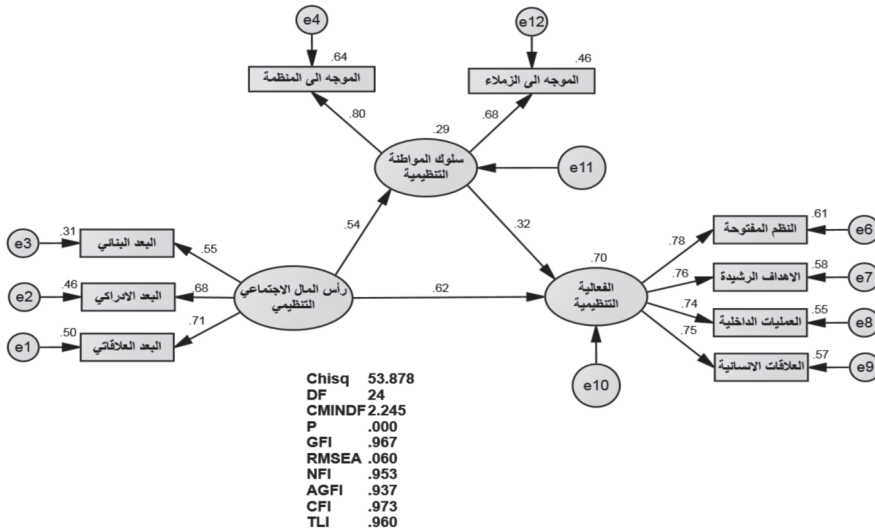 e4
e12
.64
.46
الموجه الى المنظمة
الموجه الى الزملاء
.80
.68
.29
سلوك المواطنة
التنظيمية
e11
.54
.32
e3
.31
البعد البنائي
.55
e2
.46
البعد الادراكي
.68
e1
.50
البعد العلاقاتي
.71
رأس المال الاجتماعي
التنظيمي
.62
.70
الفعالية
التنظيمية
e10
.78
النظم المفتوحة
.61
e6
.76
الاهداف الرشيدة
.58
e7
.74
العمليات الداخلية
.55
e8
.75
العلاقات الانسانية
.57
e9
Chisq 53.878
DF 24
CMINDF 2.245
P .000
GFI .967
RMSEA .060
NFI .953
AGFI .937
CFI .973
TLI .960